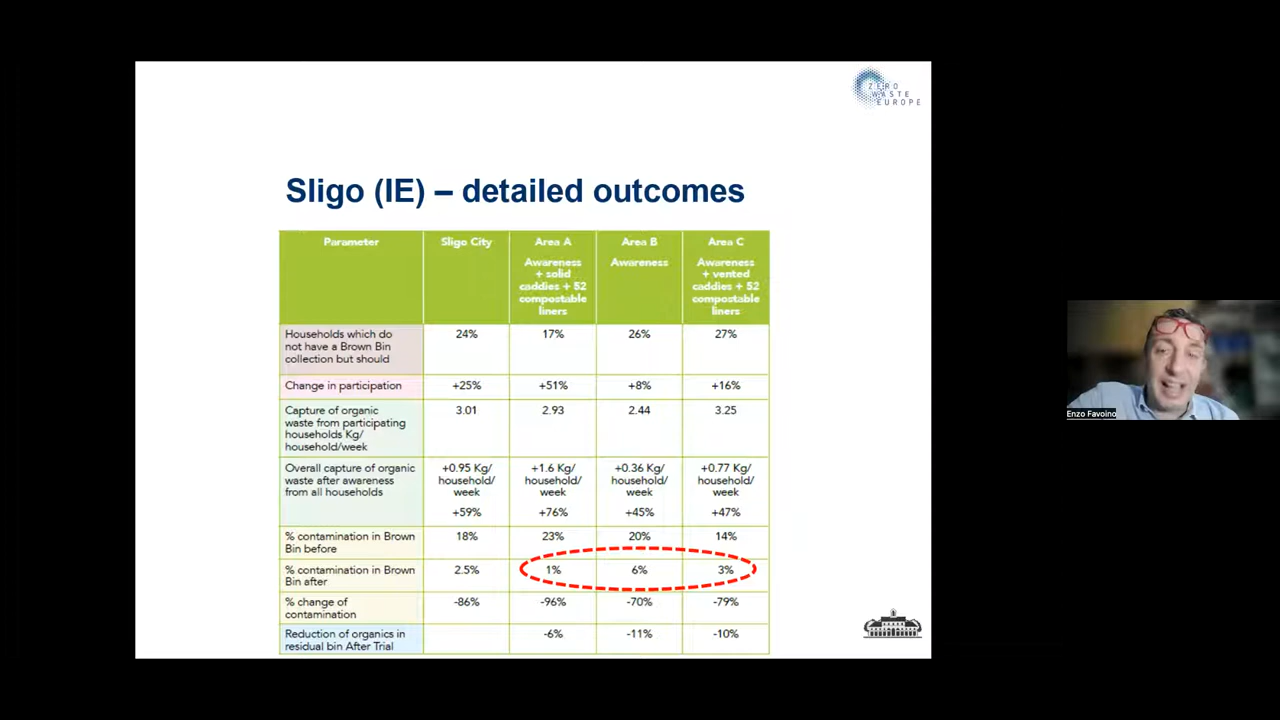 ZERO
WASTE
EUROPE
Sligo (IE) – detailed outcomes
Parameter
Sligo City
Area A
Awareness
+ solid
caddies + 52
compostable
liners
Area B
Awareness
Area C
Awareness
+ vented
caddies + 52
compostable
liners
Households which do
not have a Brown Bin
collection but should
24%
17%
26%
27%
Change in participation
+25%
+51%
+8%
+16%
Capture of organic
waste from participating
households Kg/
household/week
3.01
2.93
2.44
3.25
Overall capture of organic
waste after awareness
from all households
+0.95 Kg/
household/
week
+59%
+1.6 Kg/
household/
week
+76%
+0.36 Kg/
household/
week
+45%
+0.77 Kg/
household/
week
+47%
% contamination in Brown
Bin before
18%
23%
20%
14%
% contamination in Brown
Bin after
2.5%
1%
6%
3%
% change of
contamination
-86%
-96%
-70%
-79%
Reduction of organics in
residual bin After Trial
-6%
-11%
-10%
Enzo Favoino